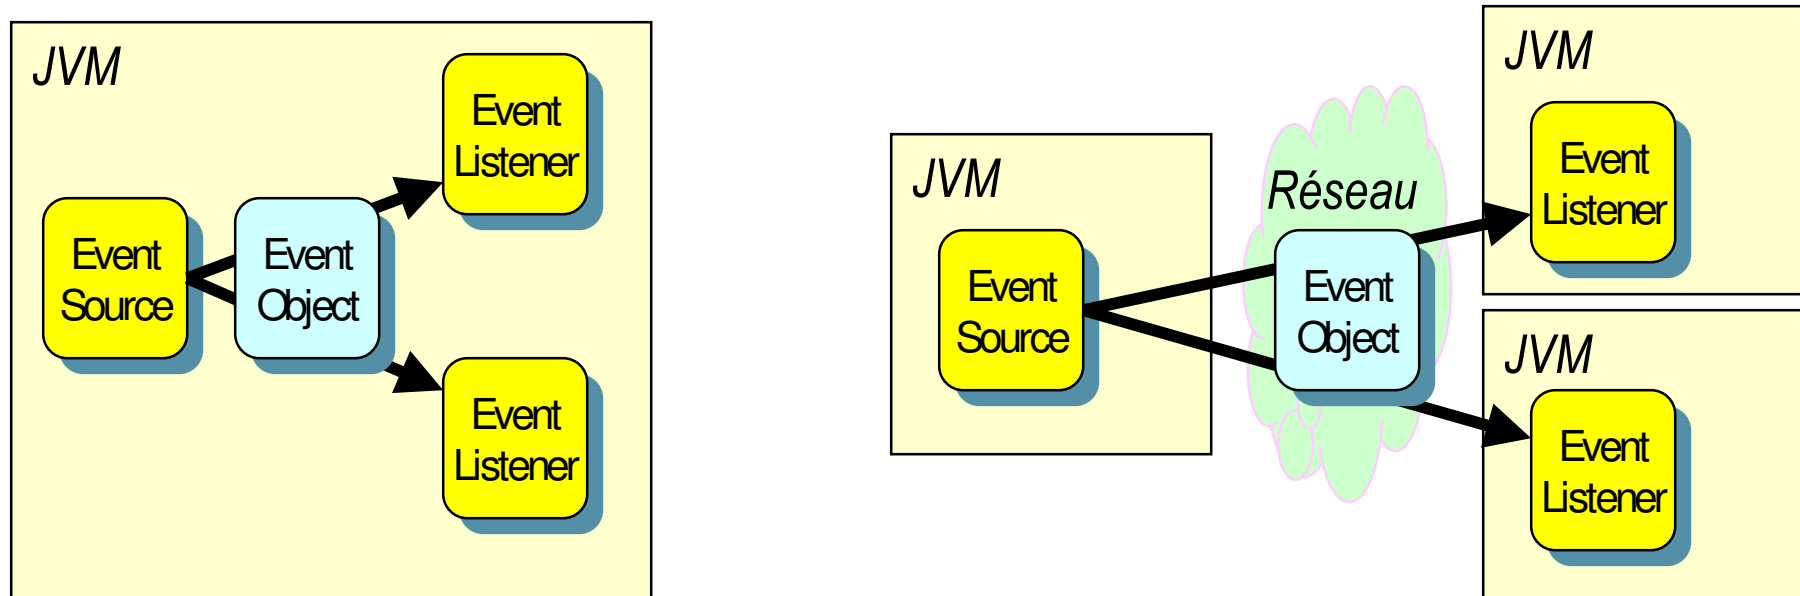 JVM
Event
Listener
Event
Source
Event
Object
Event
Listener
JVM
Event
Source
Réseau
Event
Object
JVM
Event
Listener
JVM
Event
Listener